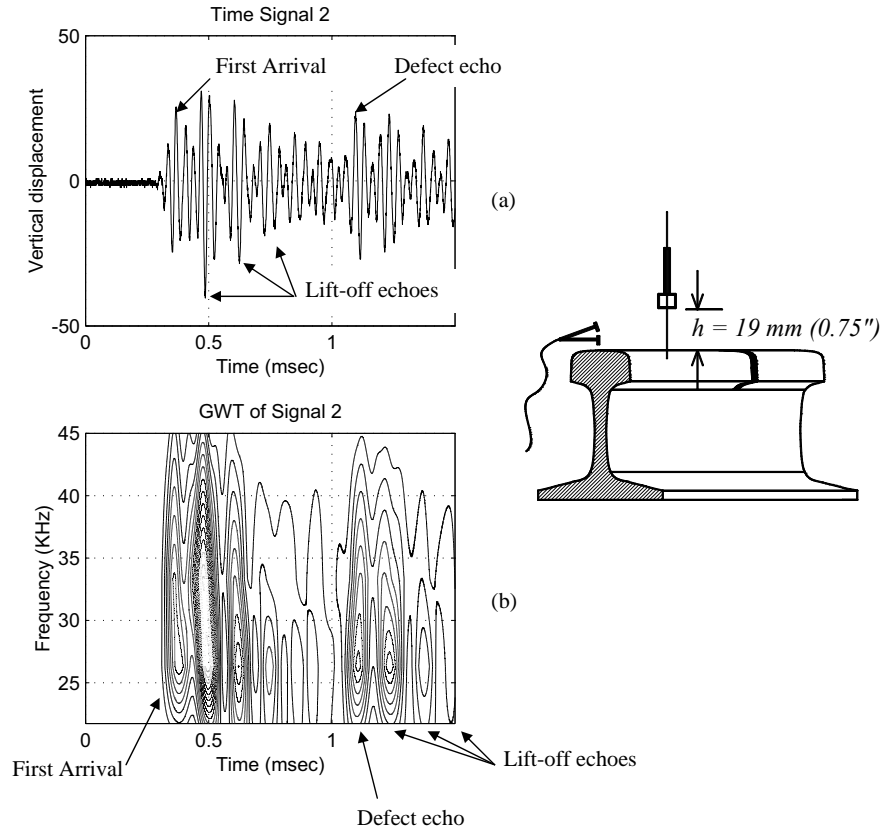 Time Signal 2
50
0
-50
Vertical displacement
First Arrival
Defect echo
Lift-off echoes
0
0.5
1
Time (msec)
(a)
h = 19 mm (0.75")
GWT of Signal 2
45
40
35
30
25
Frequency (KHz)
0
0.5
1
Time (msec)
(b)
First Arrival
Lift-off echoes
Defect echo